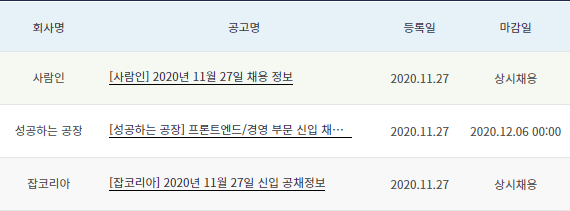 회사명 공고명 등록일 마감일
사람인 [사람인] 2020년 11월 27일 채용 정보 2020.11.27 상시채용
성공하는 공장 [성공하는 공장] 프론트엔드/경영 부문 신입 채… 2020.11.27 2020.12.06 00:00
잡코리아 [잡코리아] 2020년 11월 27일 신입 공채정보 2020.11.27 상시채용